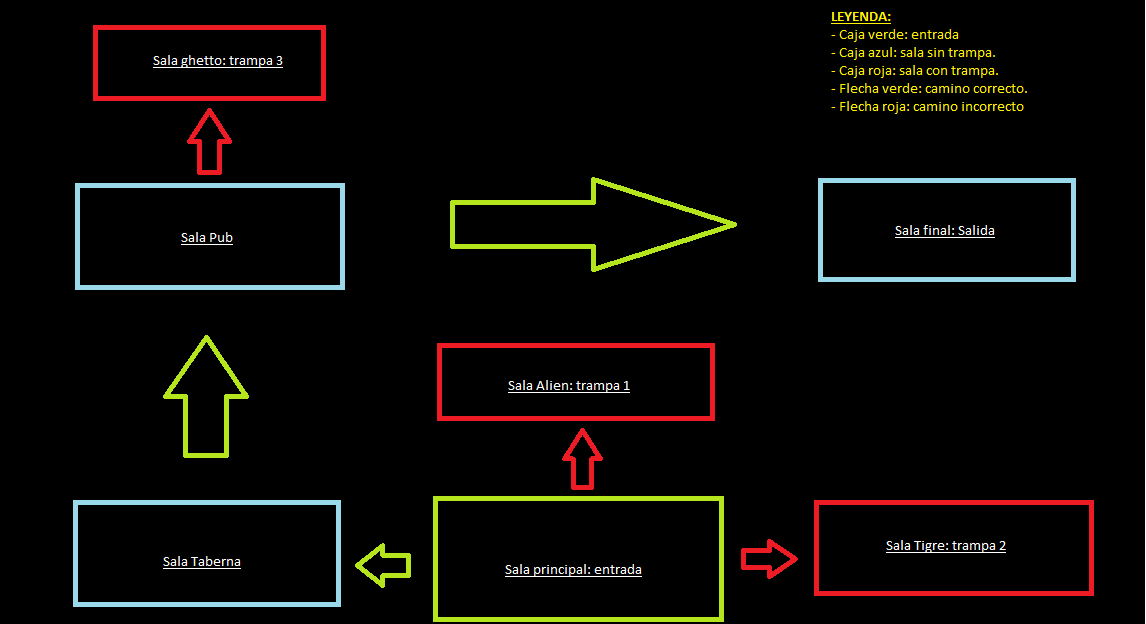 LEYENDA:
- Caja verde: entrada
- Caja azul: sala sin trampa.
- Caja roja: sala con trampa.
- Flecha verde: camino correcto.
- Flecha roja: camino incorrecto
Sala ghetto: trampa 3
Sala Pub
Sala final: Salida
Sala Alien: trampa 1
Sala Taberna
Sala principal: entrada
Sala Tigre: trampa 2